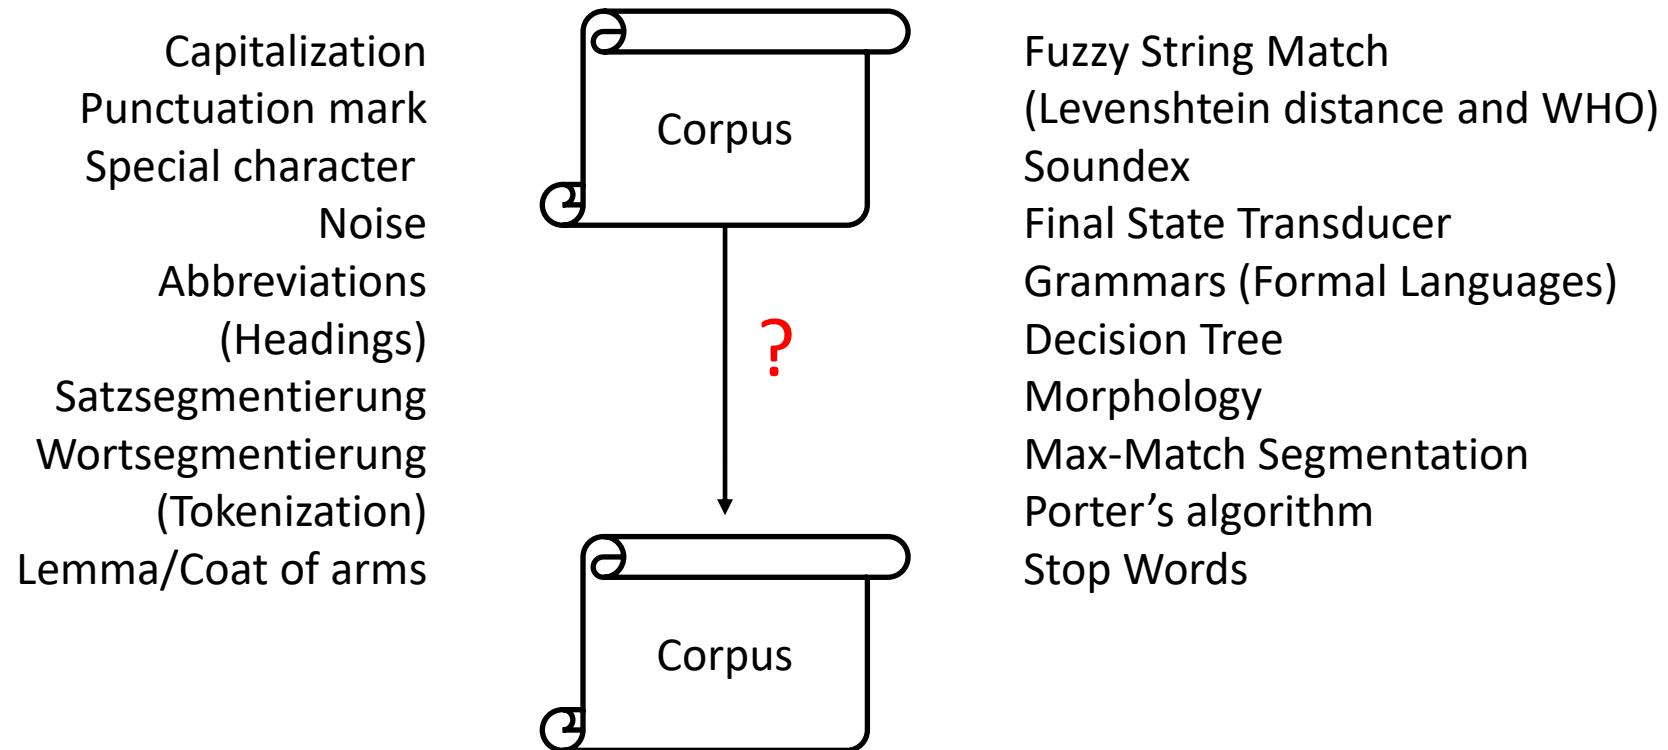 Capitalization
Punctuation mark
Special character
Noise
Abbreviations
(Headings)
Satzsegmentierung
Wortsegmentierung
(Tokenization)
Lemma/Coat of arms
Corpus
?
Corpus
Fuzzy String Match
(Levenshtein distance and WHO)
Soundex
Final State Transducer
Grammars (Formal Languages)
Decision Tree
Morphology
Max-Match Segmentation
Porter’s algorithm
Stop Words